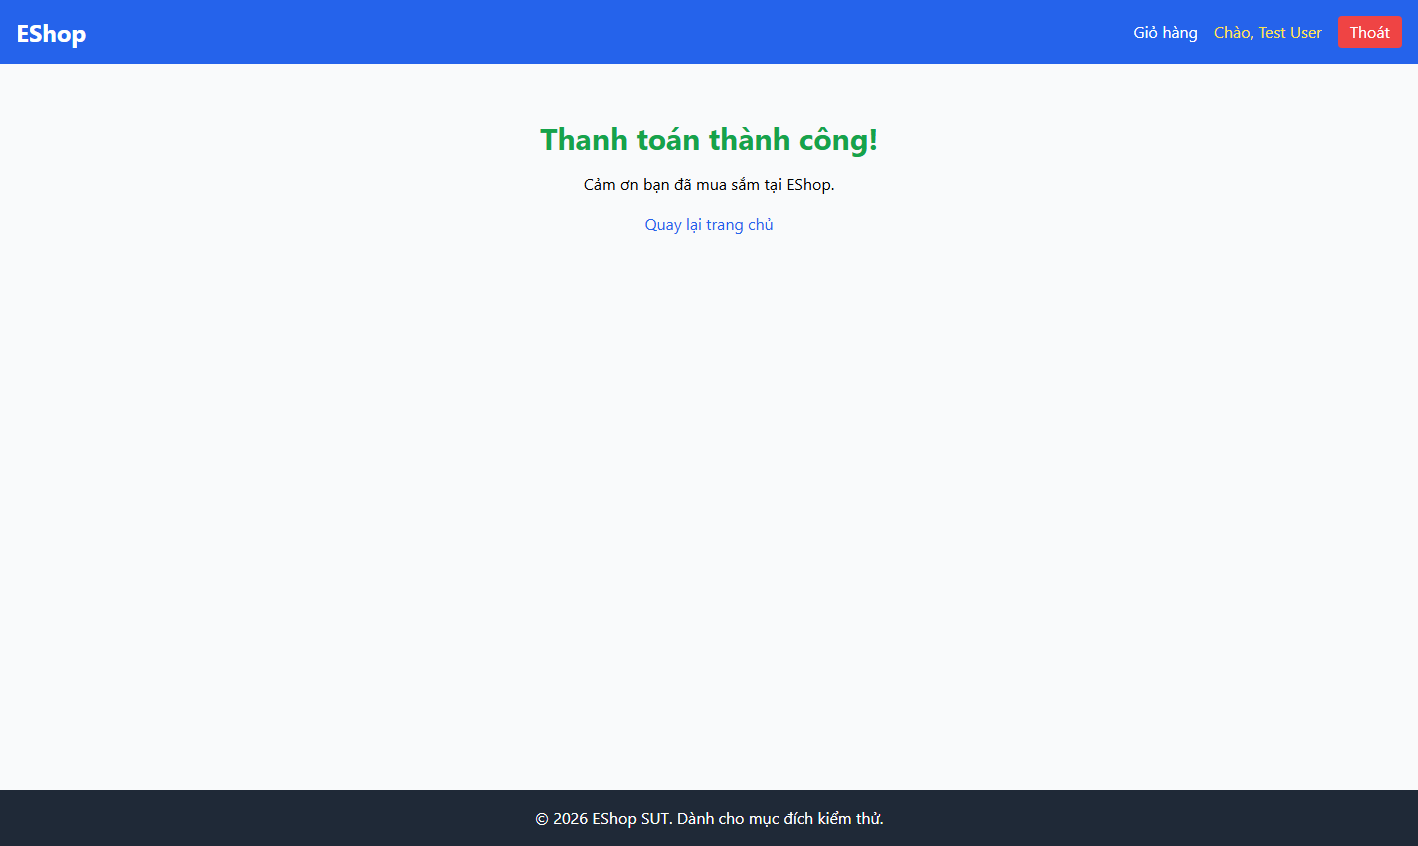 EShop
Giỏ hàng Chào, Test User Thoát
Thanh toán thành công!
Cảm ơn bạn đã mua sắm tại EShop.
Quay lại trang chủ
© 2026 EShop SUT. Dành cho mục đích kiểm thử.